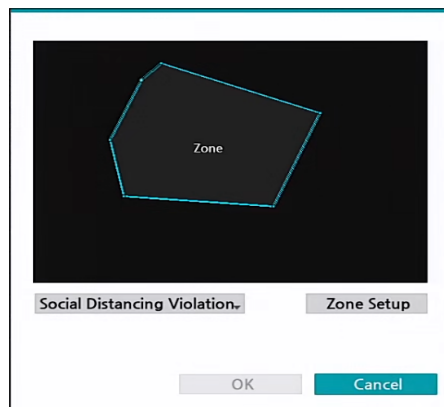 Zone
Social Distancing Violation
Zone Setup
OK
Cancel